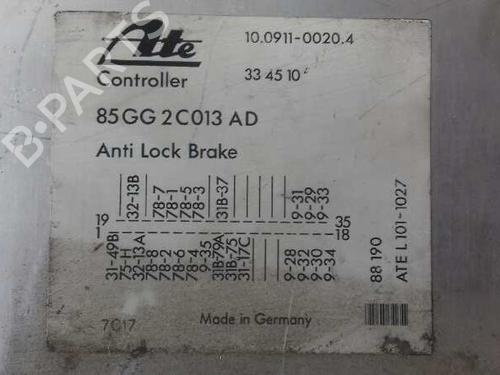 Ate
10.0911-0020.4
Controller
33 45 10
85GG 2C013 AD
Anti Lock Brake
32-13B
78-7
78-1
78-5
78-3
31B-37
9-31
9-29
9-33
19
35
1
18
31-49B
75-H
32-13A
78-8
78-2
78-6
78-4
9-35
31B-79A
31B-75
31-17C
9-28
9-32
9-30
9-34
88 190
ATE L 101-1027
7C17
Made in Germany
B-PARTS